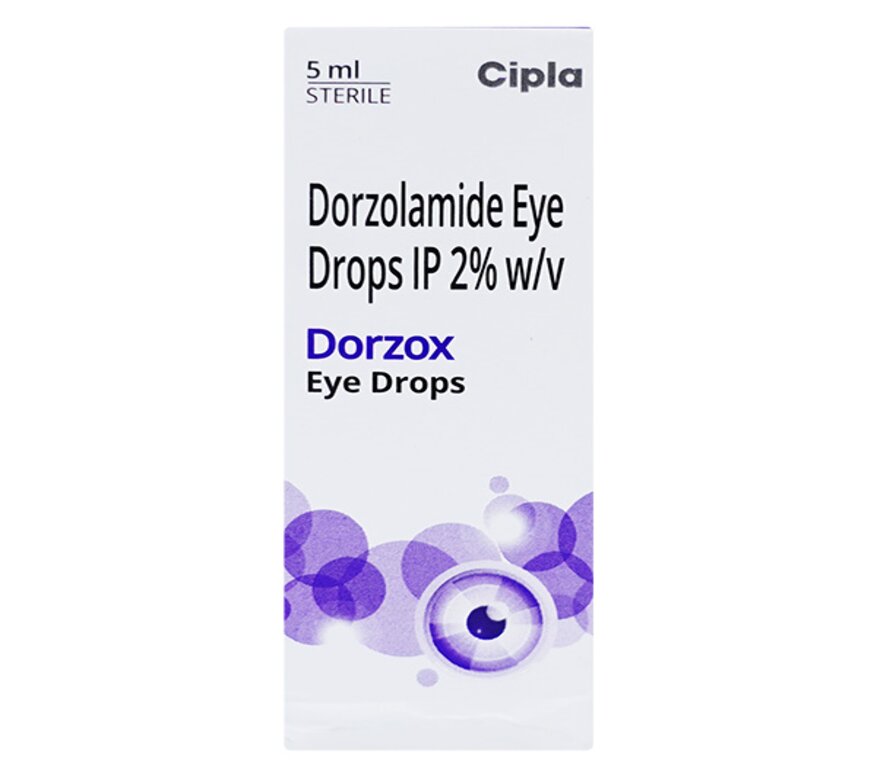 5 ml
STERILE
Cipla
Dorzolamide Eye
Drops IP 2% w/v
Dorzox
Eye Drops